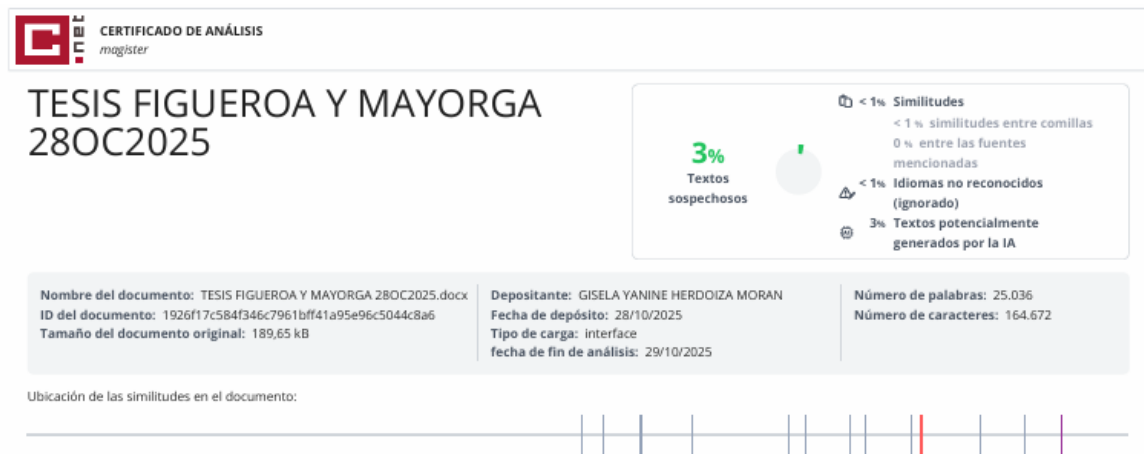 C
.net
CERTIFICADO DE ANÁLISIS
magister
TESIS FIGUEROA Y MAYORGA
28OC2025
3%
Textos
sospechosos
< 1% Similitudes
< 1 % similitudes entre comillas
0 % entre las fuentes
mencionadas
< 1% Idiomas no reconocidos
(ignorado)
3% Textos potencialmente
generados por la IA
Nombre del documento: TESIS FIGUEROA Y MAYORGA 28OC2025.docx
ID del documento: 1926f17c584f346c7961bff41a95e96c5044c8a6
Tamaño del documento original: 189,65 kB
Depositante: GISELA YANINE HERDOIZA MORAN
Fecha de depósito: 28/10/2025
Tipo de carga: interface
fecha de fin de análisis: 29/10/2025
Número de palabras: 25.036
Número de caracteres: 164.672
Ubicación de las similitudes en el documento: